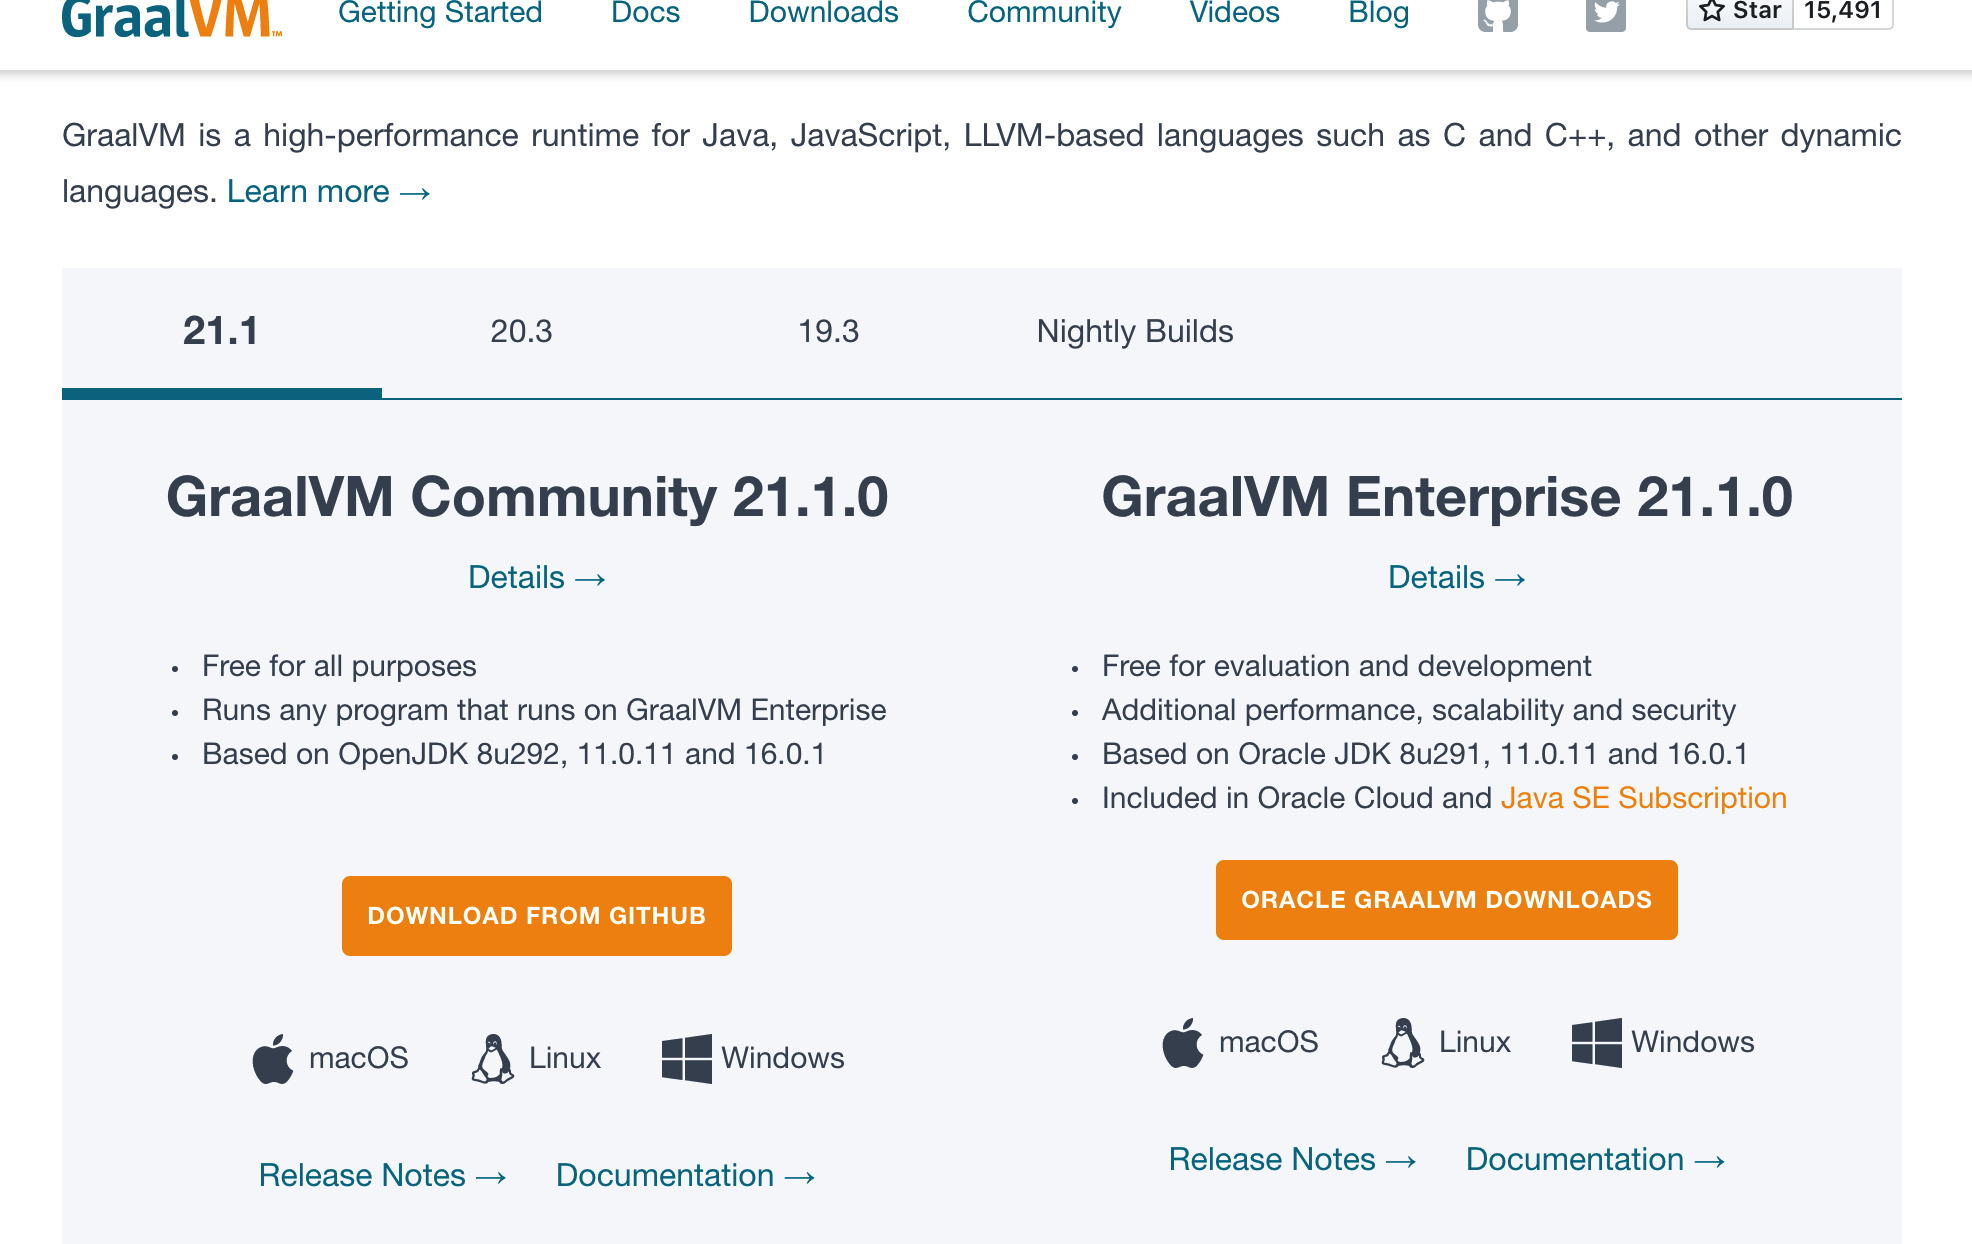 GraalVM™ Getting Started Docs Downloads Community Videos Blog Star 15,491
GraalVM is a high-performance runtime for Java, JavaScript, LLVM-based languages such as C and C++, and other dynamic
languages. Learn more →
21.1 20.3 19.3 Nightly Builds
GraalVM Community 21.1.0
Details →
• Free for all purposes
• Runs any program that runs on GraalVM Enterprise
• Based on OpenJDK 8u292, 11.0.11 and 16.0.1
DOWNLOAD FROM GITHUB
macOS Linux Windows
Release Notes → Documentation →
GraalVM Enterprise 21.1.0
Details →
• Free for evaluation and development
• Additional performance, scalability and security
• Based on Oracle JDK 8u291, 11.0.11 and 16.0.1
• Included in Oracle Cloud and Java SE Subscription
ORACLE GRAALVM DOWNLOADS
macOS Linux Windows
Release Notes → Documentation →